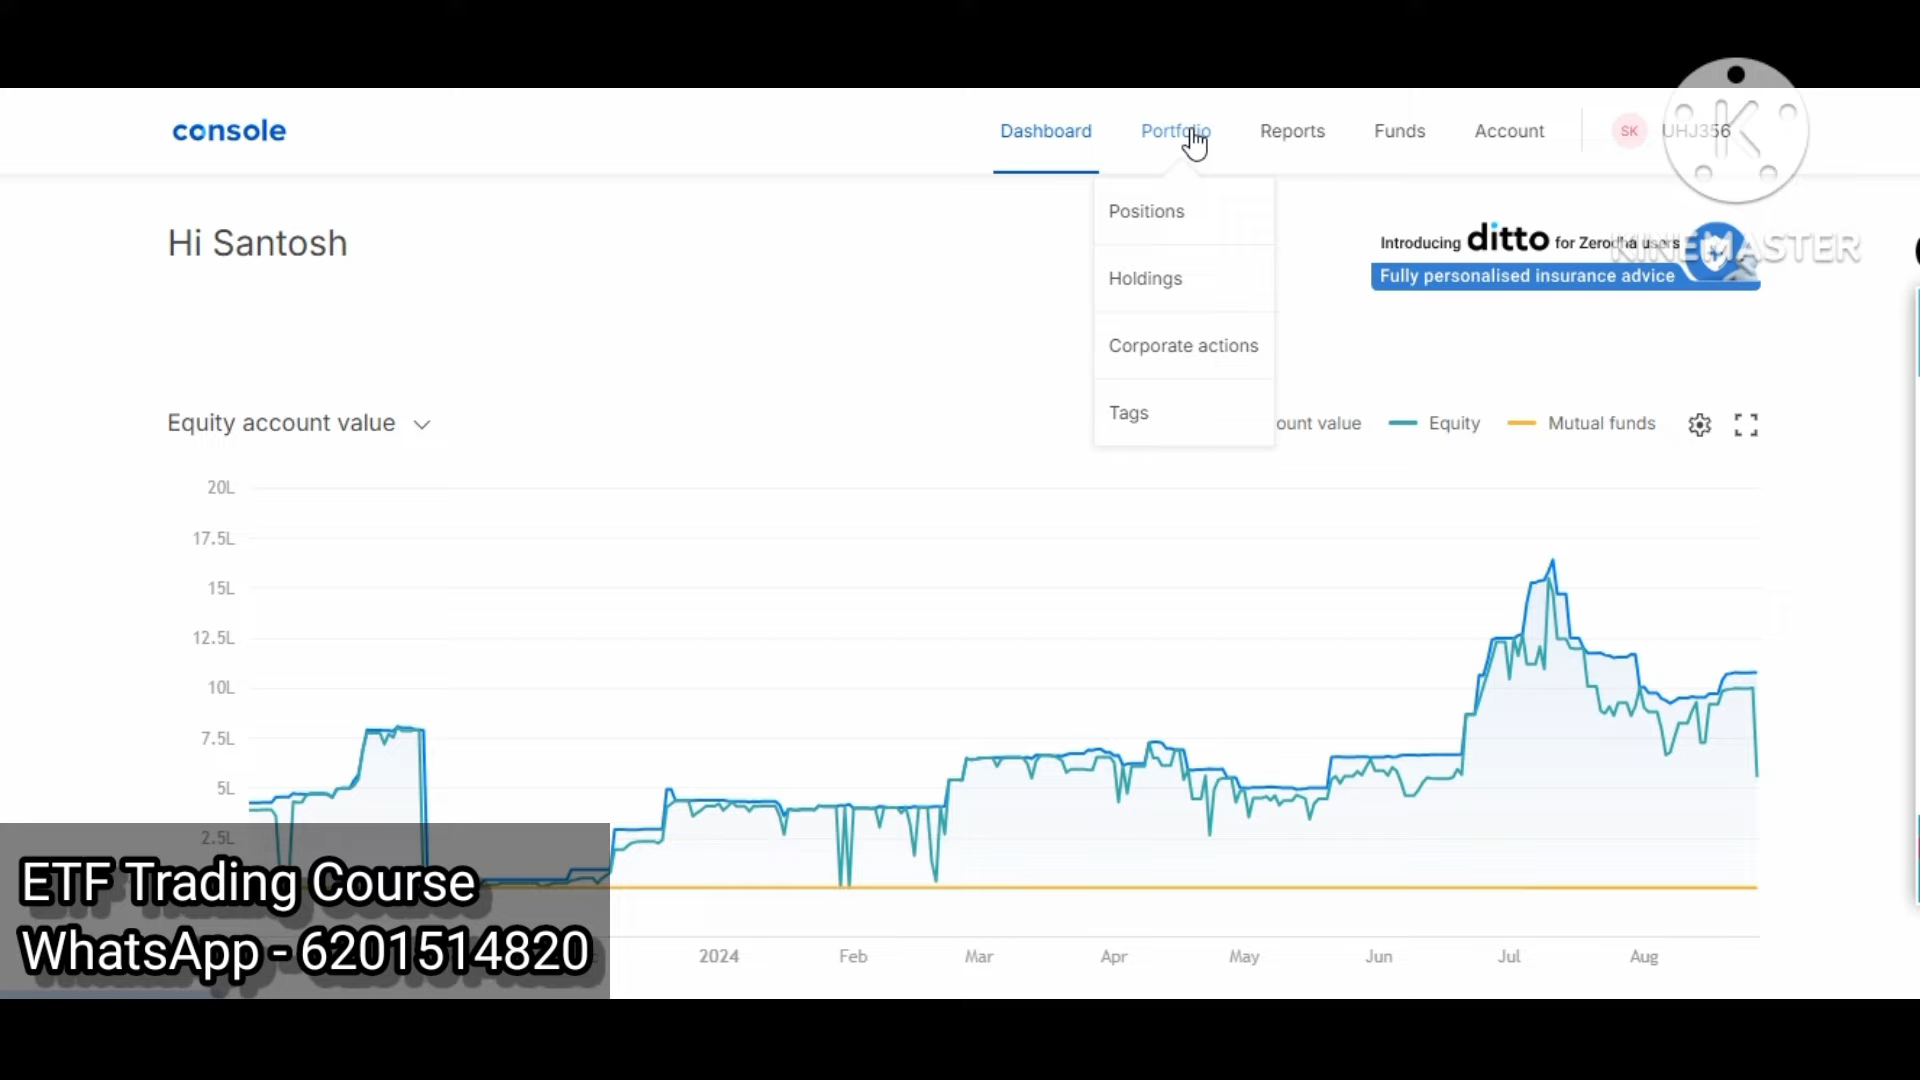 console
Dashboard
Portfolio
Reports
Funds
Account
SK
UHJ356
Positions
Holdings
Corporate actions
Tags
Hi Santosh
Introducing ditto for Zerodha users
Fully personalised insurance advice
KINEMASTER
Equity account value
ount value
Equity
Mutual funds
20L
17.5L
15L
12.5L
10L
7.5L
5L
2.5L
2024
Feb
Mar
Apr
May
Jun
Jul
Aug
ETF Trading Course
WhatsApp - 6201514820